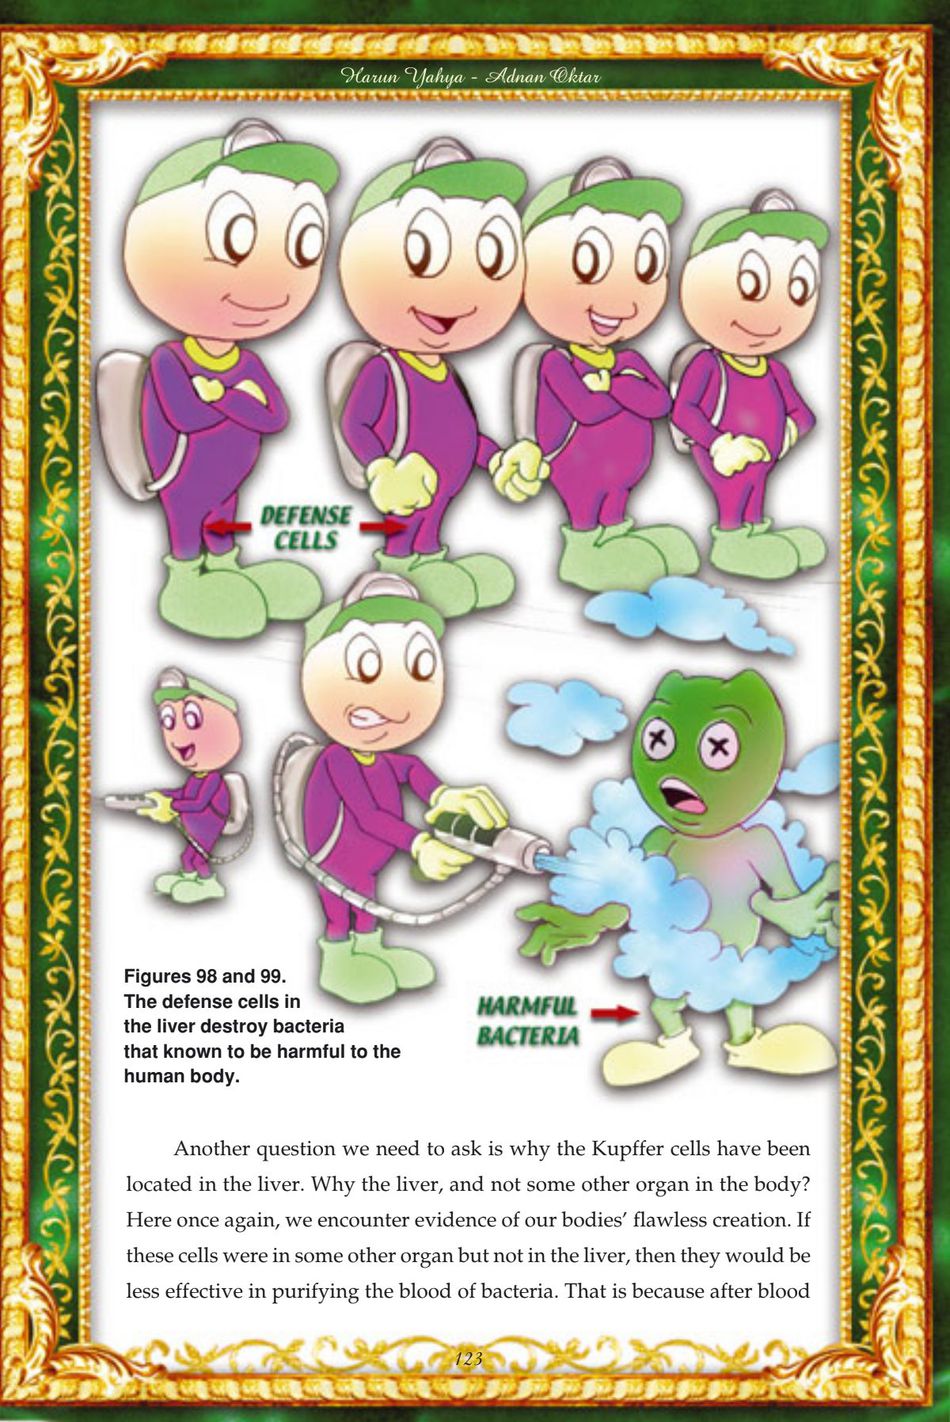 Harun Yahya - Adnan Oktar
DEFENSE
CELLS
Figures 98 and 99.
The defense cells in
the liver destroy bacteria
that known to be harmful to the
human body.
HARMFUL
BACTERIA
Another question we need to ask is why the Kupffer cells have been
located in the liver. Why the liver, and not some other organ in the body?
Here once again, we encounter evidence of our bodies’ flawless creation. If
these cells were in some other organ but not in the liver, then they would be
less effective in purifying the blood of bacteria. That is because after blood
123